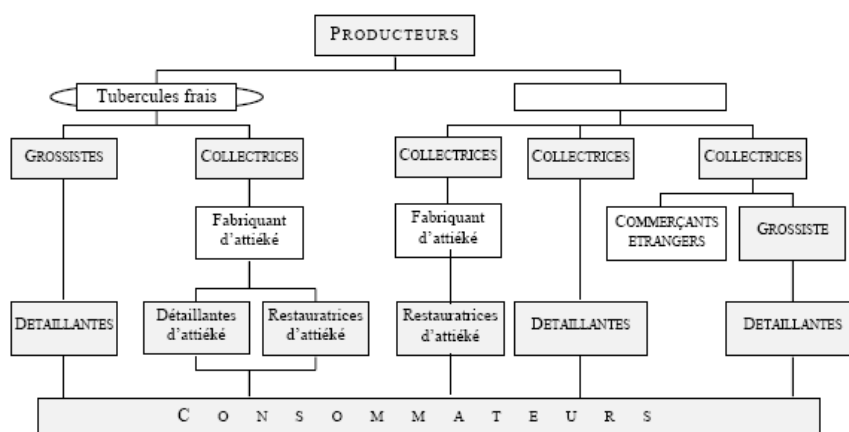 PRODUCTEURS
Tubercules frais
GROSSISTES
COLLECTRICES
COLLECTRICES
COLLECTRICES
COLLECTRICES
Fabriquant
d'attiéké
Fabriquant
d'attiéké
COMMERÇANTS
ETRANGERS
GROSSISTE
DETAILLANTES
Détaillantes
d'attiéké
Restauratrices
d'attiéké
Restauratrices
d'attiéké
DETAILLANTES
DETAILLANTES
CONSOMMATEURS